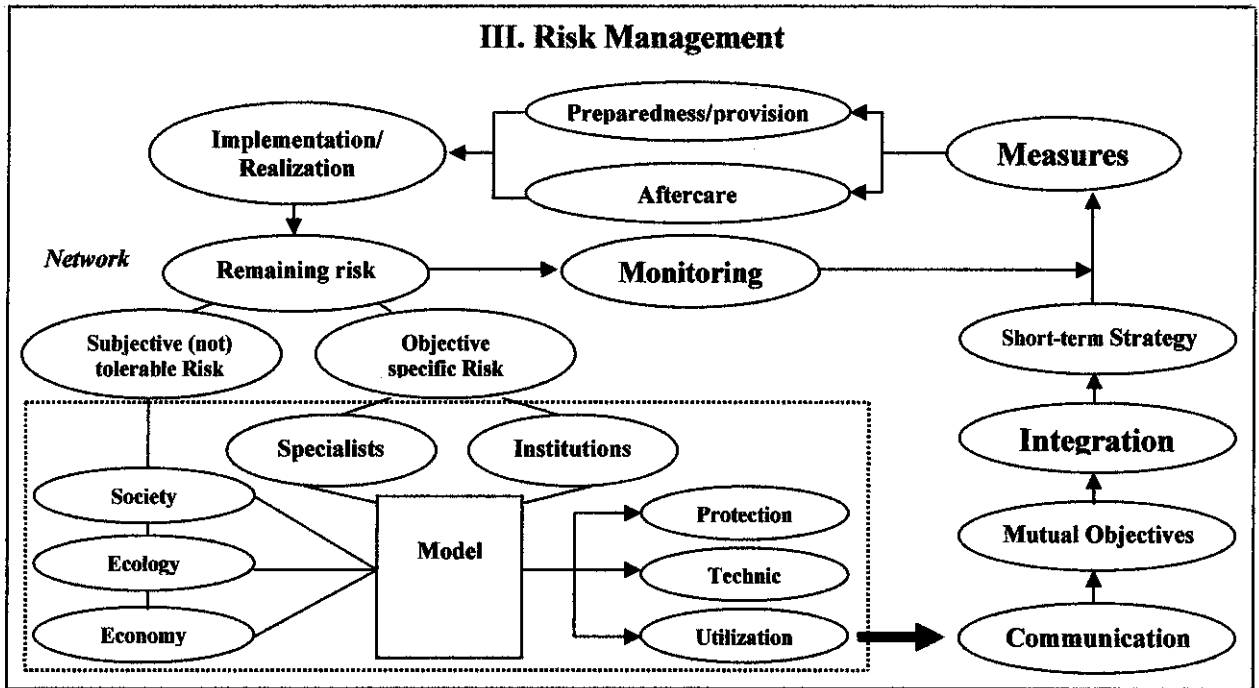 III. Risk Management
Preparedness/provision
Implementation/
Realization
Measures
Aftercare
Network
Remaining risk
Monitoring
Subjective (not)
tolerable Risk
Objective
specific Risk
Short-term Strategy
Specialists
Institutions
Integration
Society
Protection
Model
Mutual Objectives
Ecology
Technic
Economy
Utilization
Communication